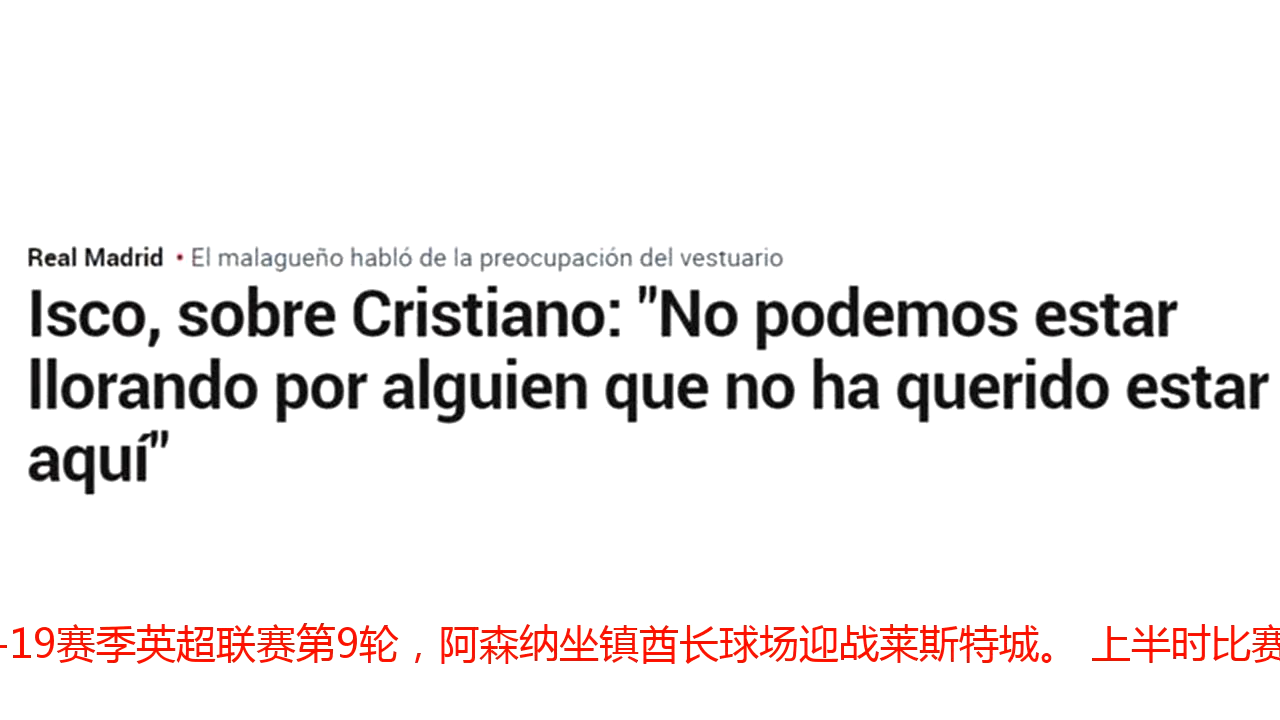 Real Madrid • El malagueño habló de la preocupación del vestuario
Isco, sobre Cristiano: "No podemos estar
llorando por alguien que no ha querido estar
aquí"
-19赛季英超联赛第9轮，阿森纳坐镇酋长球场迎战莱斯特城。 上半时比赛